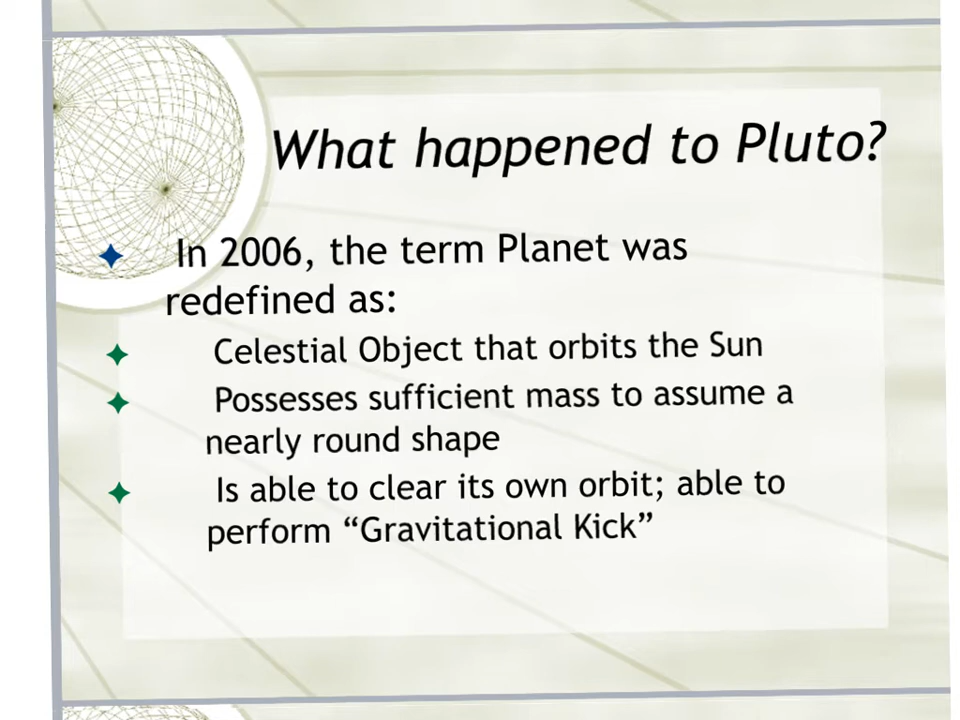 What happened to Pluto?
In 2006, the term Planet was
redefined as:
Celestial Object that orbits the Sun
Possesses sufficient mass to assume a
nearly round shape
Is able to clear its own orbit; able to
perform “Gravitational Kick”